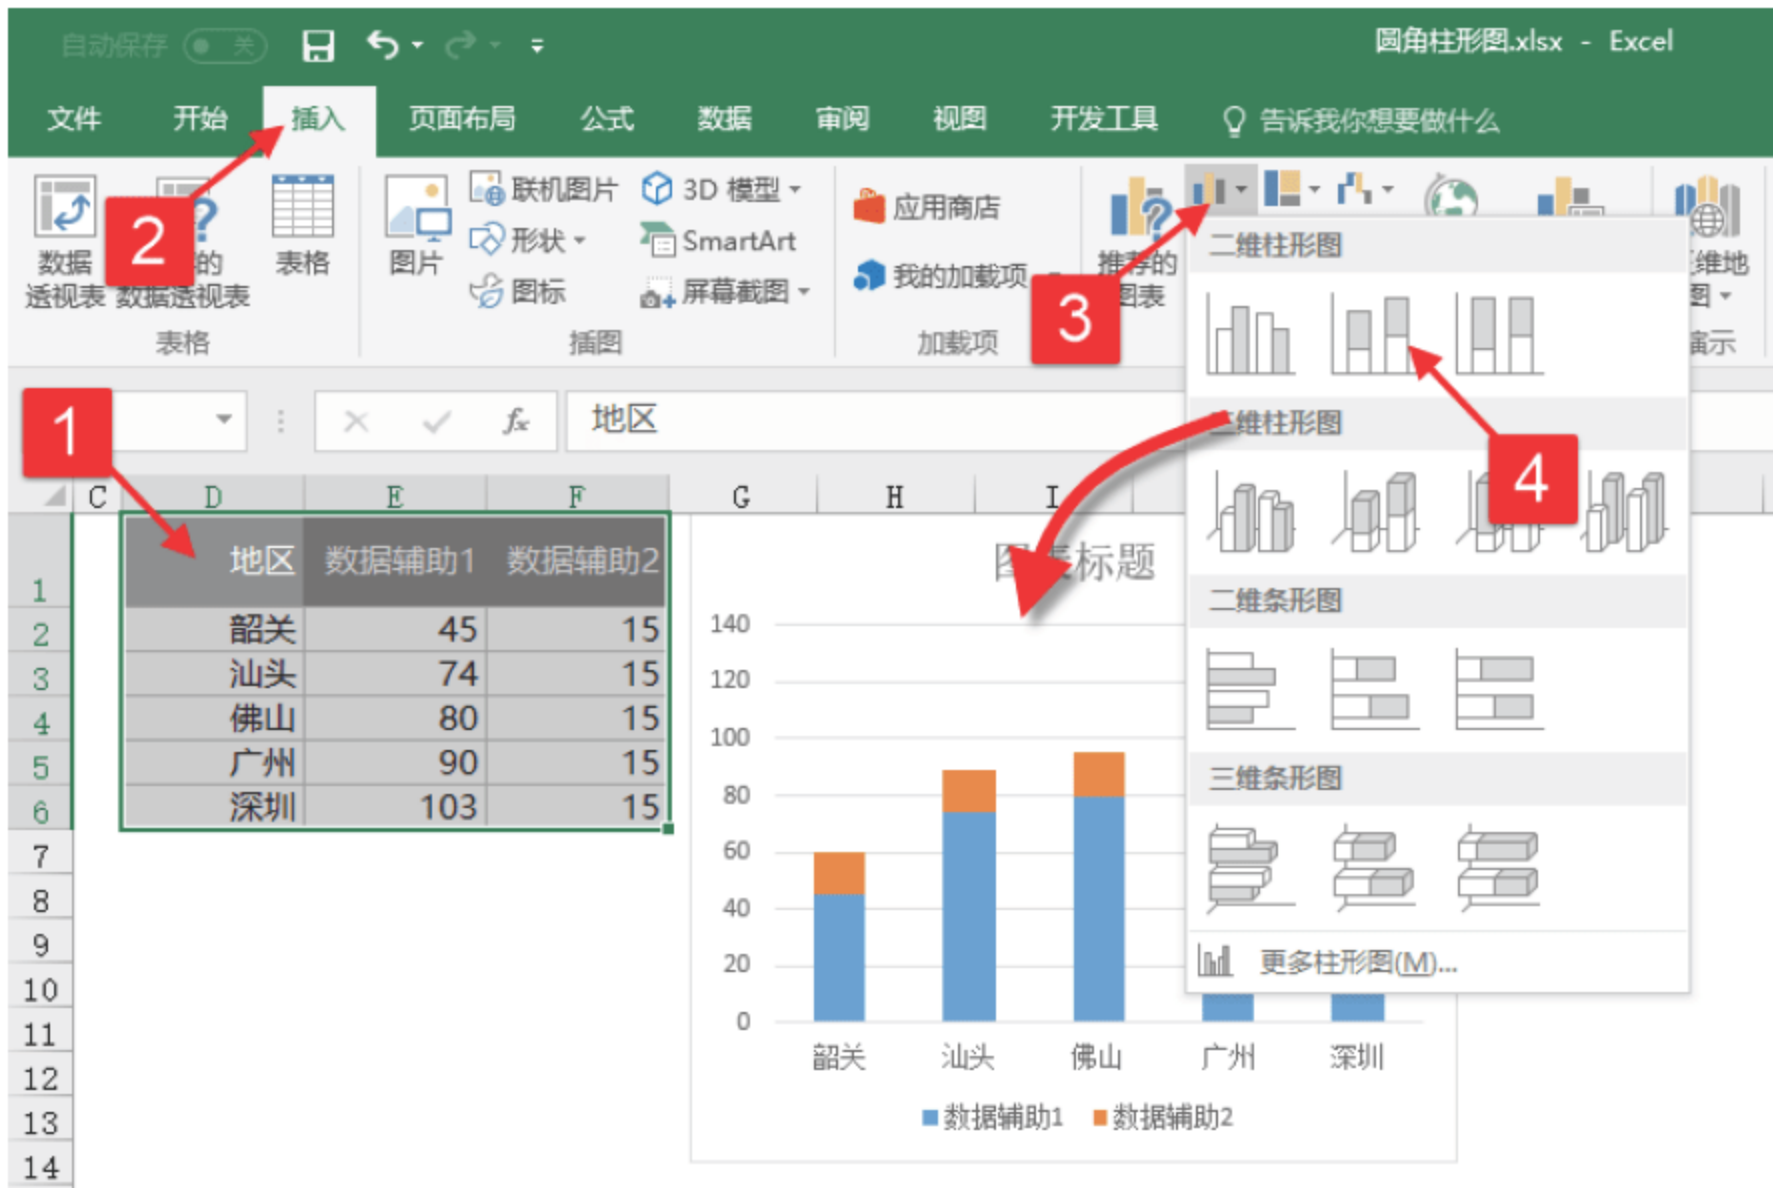 自动保存 关
圆角柱形图.xlsx - Excel
文件 开始 插入 页面布局 公式 数据 审阅 视图 开发工具 告诉我你想要做什么
数据
透视表
的
数据透视表
表格
表格
图片
联机图片
形状
图标
3D 模型
SmartArt
屏幕截图
插图
应用商店
我的加载项
加载项
推荐的
图表
维地
图
演示
2
3
1
4
二维柱形图
三维柱形图
二维条形图
三维条形图
更多柱形图(M)...
fx 地区
C D E F G H I
1 地区 数据辅助1 数据辅助2
2 韶关 45 15
3 汕头 74 15
4 佛山 80 15
5 广州 90 15
6 深圳 103 15
7
8
9
10
11
12
13
14
图表标题
140
120
100
80
60
40
20
0
韶关 汕头 佛山 广州 深圳
数据辅助1 数据辅助2